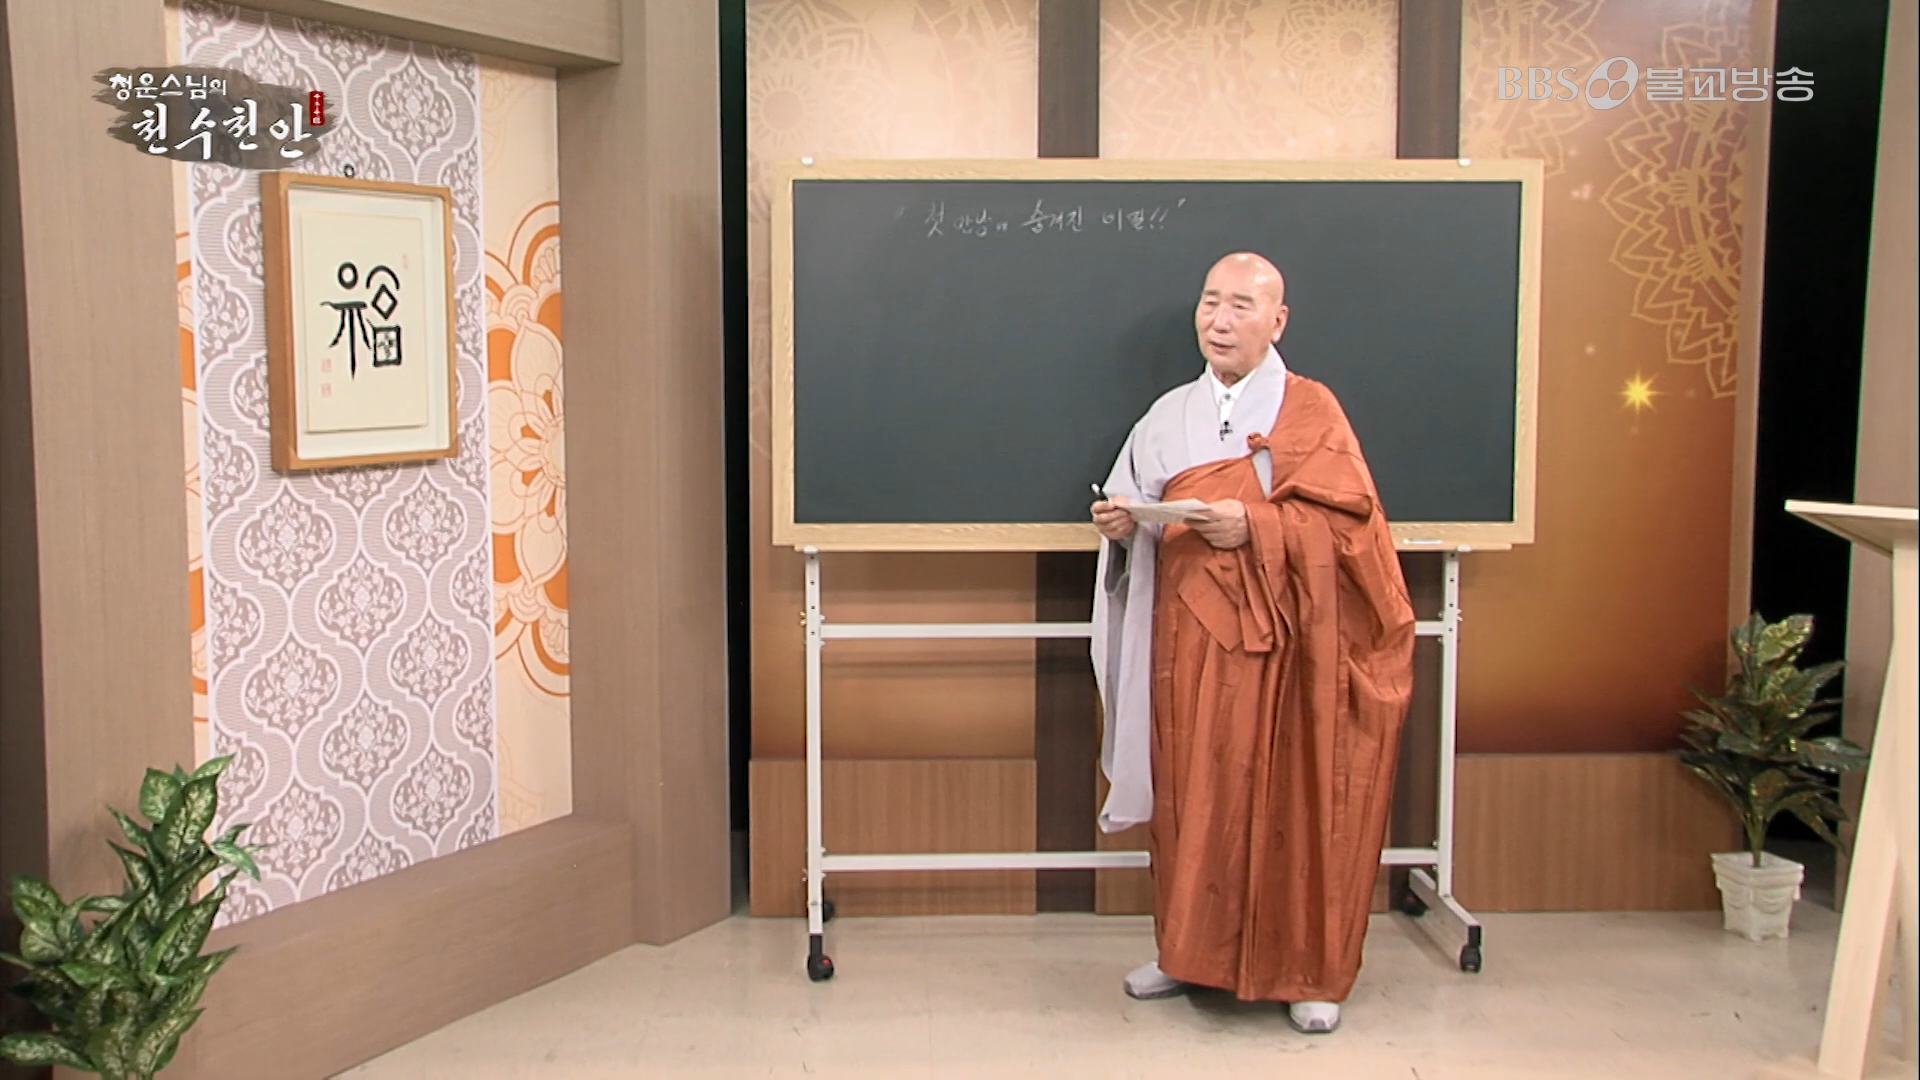 청운스님의
천수천안
BBS 불교방송
"첫 만남에 숨겨진 비밀!!"
福